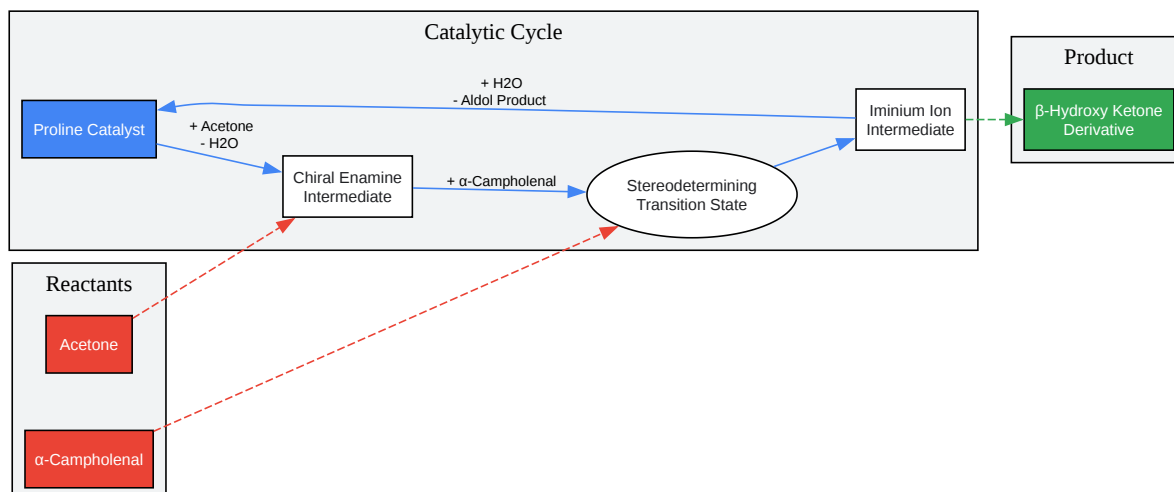 Catalytic Cycle
Proline Catalyst
+ Acetone
- H2O
Chiral Enamine
Intermediate
+ α-Campholenal
Stereodetermining
Transition State
+ H2O
- Aldol Product
Iminium Ion
Intermediate
Product
β-Hydroxy Ketone
Derivative
Reactants
Acetone
α-Campholenal